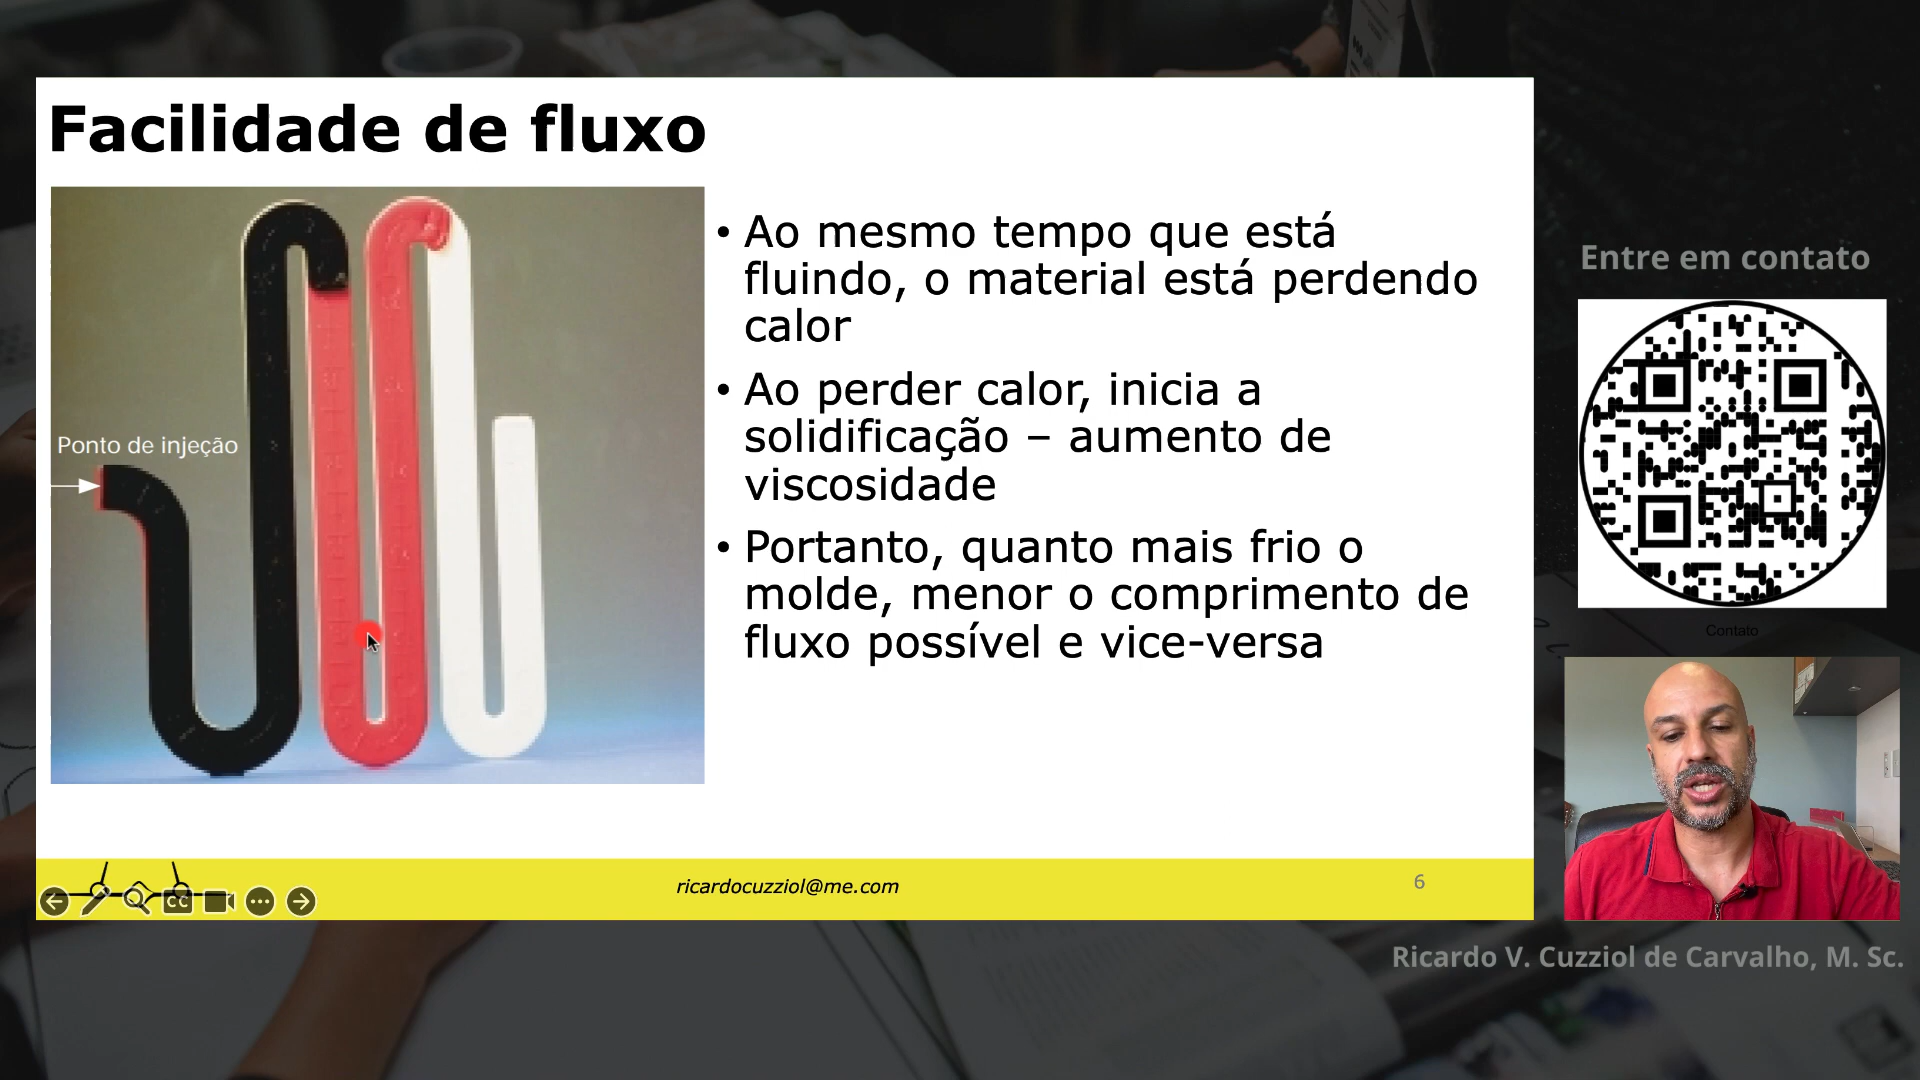 Facilidade de fluxo
Ponto de injeção
• Ao mesmo tempo que está
fluindo, o material está perdendo
calor
• Ao perder calor, inicia a
solidificação – aumento de
viscosidade
• Portanto, quanto mais frio o
molde, menor o comprimento de
fluxo possível e vice-versa
CC
ricardocuzziol@me.com
6
Entre em contato
Contato
Ricardo V. Cuzziol de Carvalho, M. Sc.